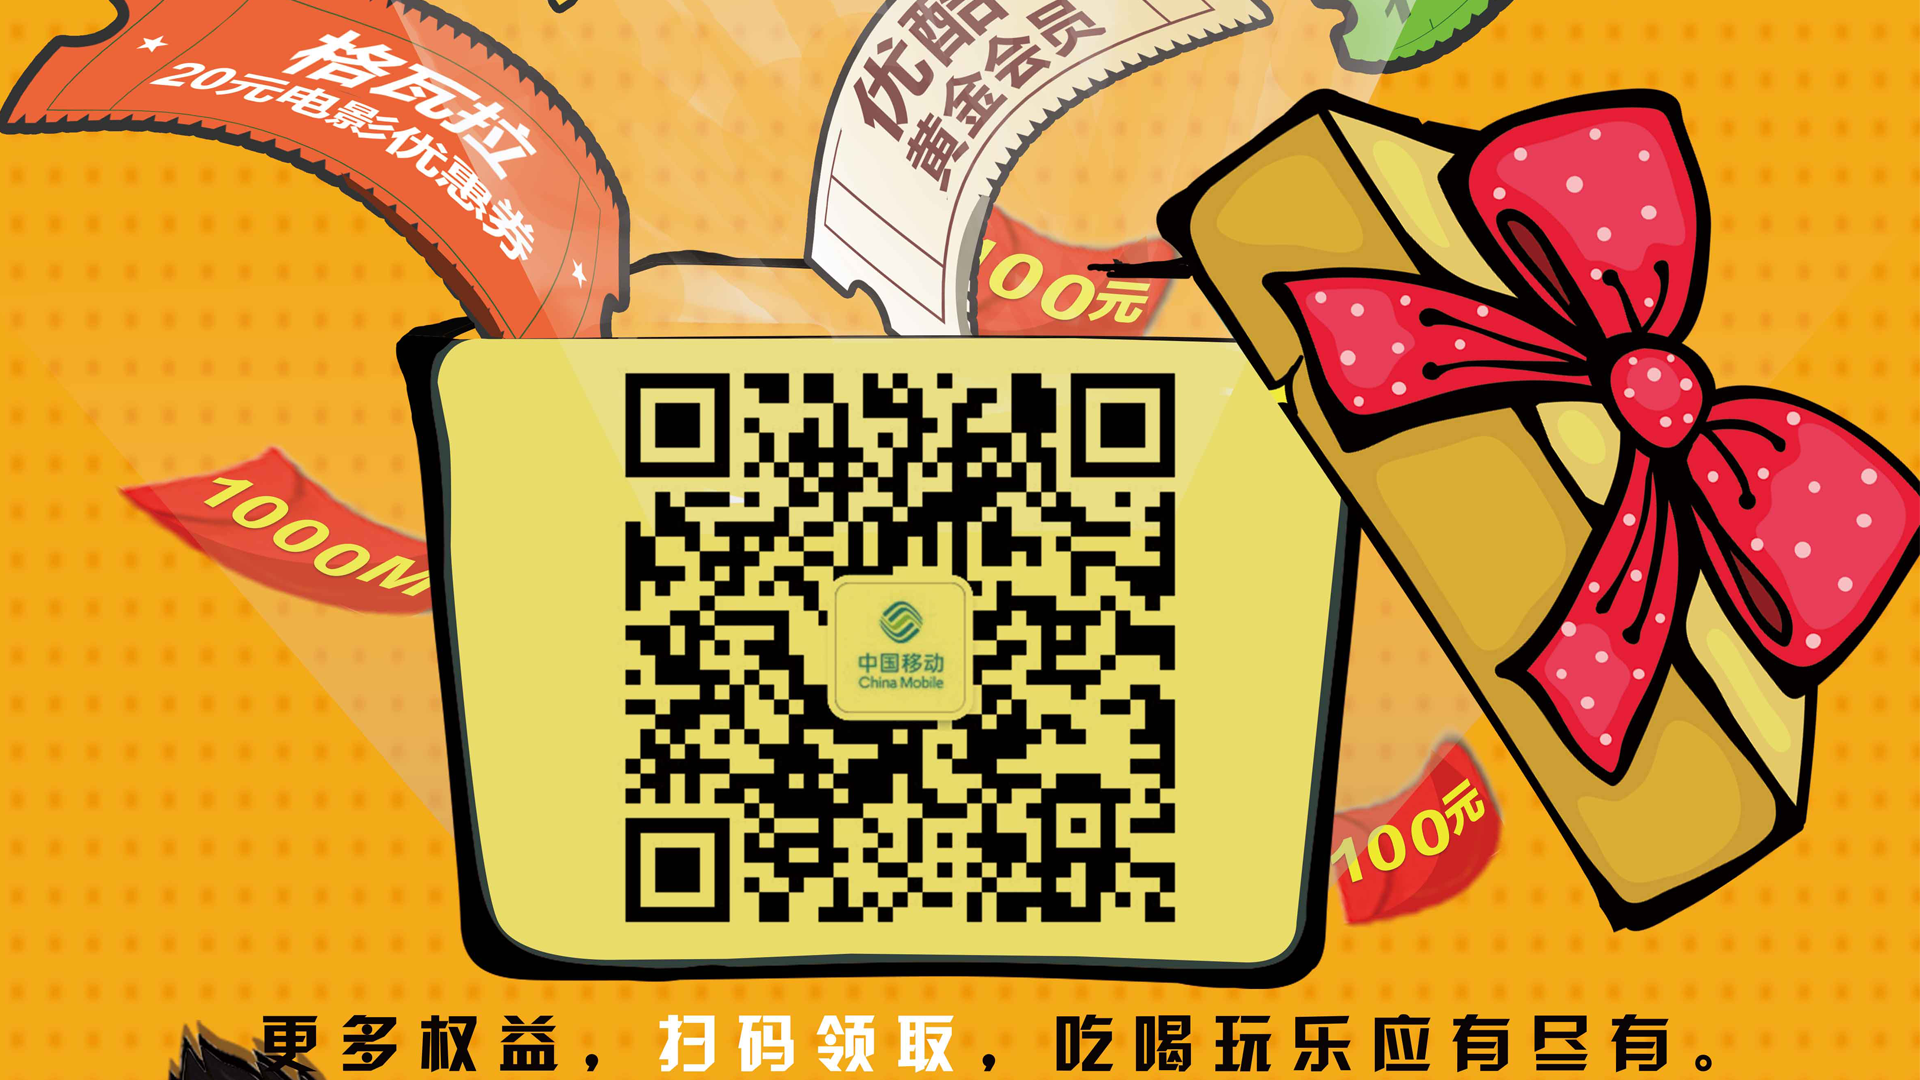 格瓦拉
20元电影优惠券
优酷
黄金会员
100元
1000M
中国移动
China Mobile
100元
更多权益，扫码领取，吃喝玩乐应有尽有。